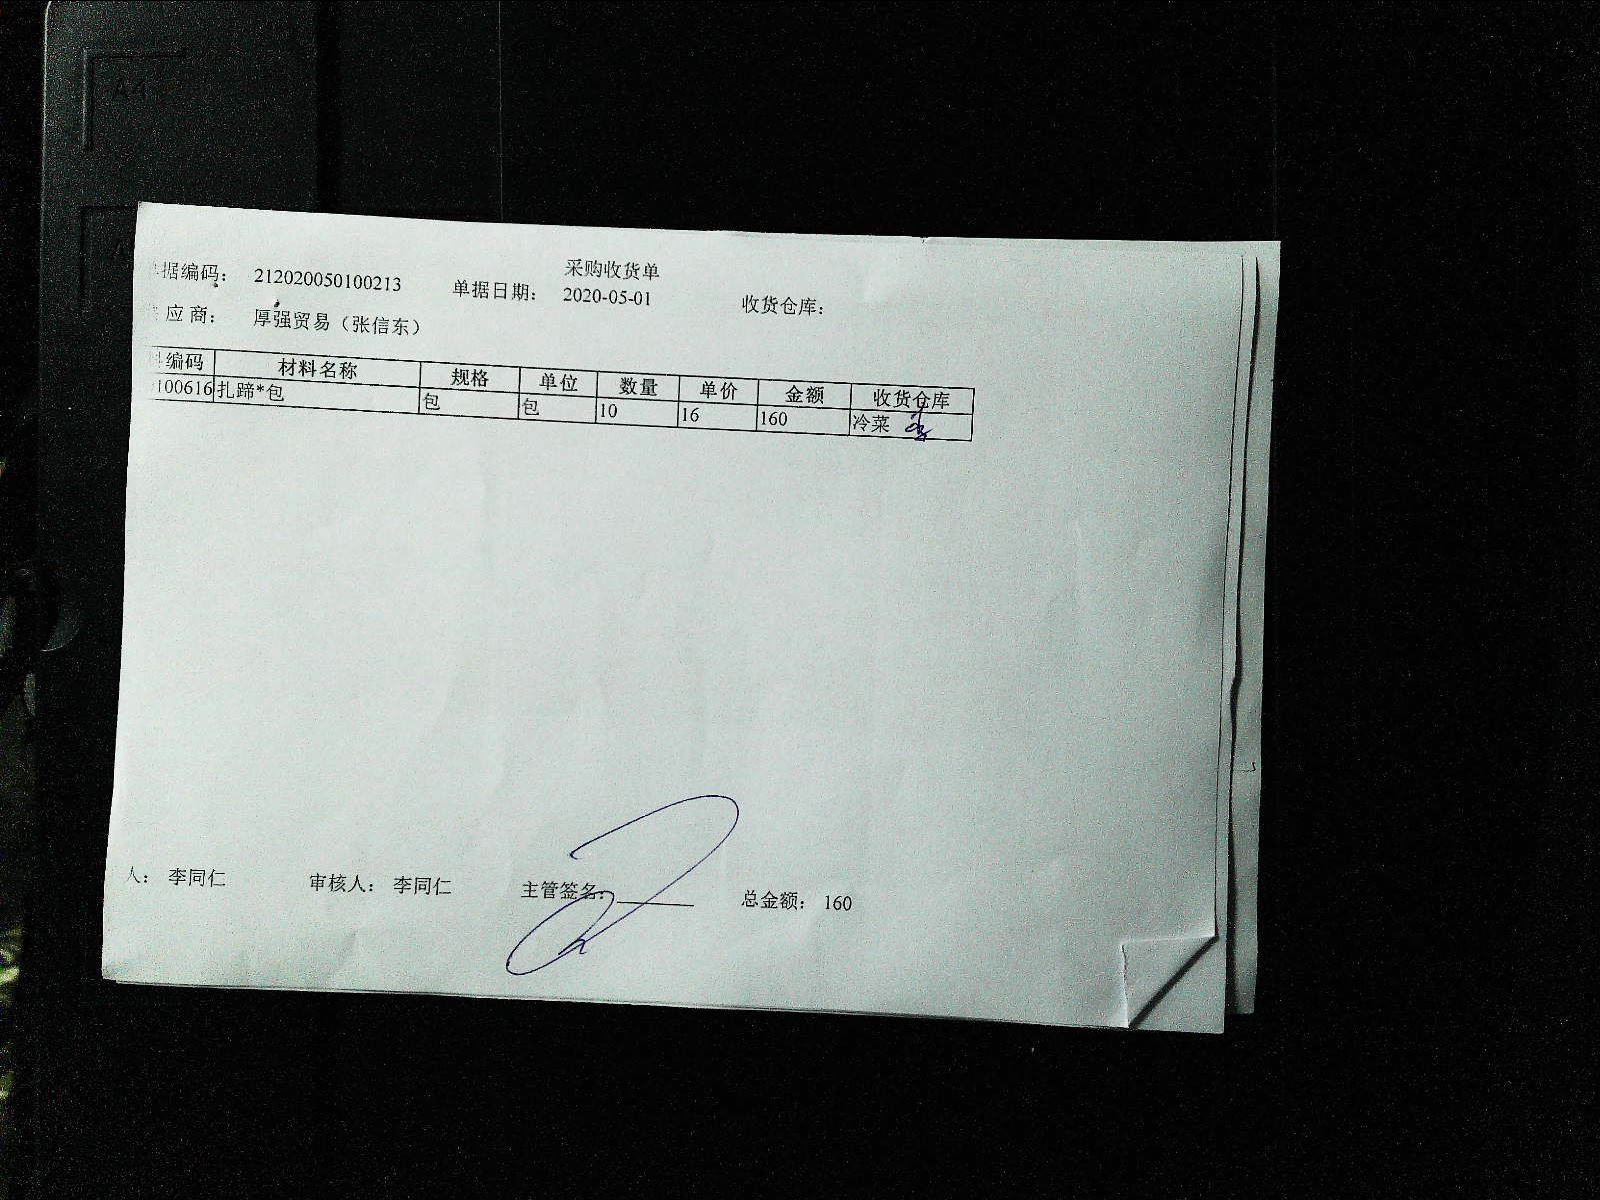 采购收货单
据编码： 212020050100213 单据日期： 2020-05-01 收货仓库：
应商： 厚强贸易（张信东）
编码 材料名称 规格 单位 数量 单价 金额 收货仓库
100616 扎蹄*包 包 包 10 16 160 冷菜
人： 李同仁 审核人： 李同仁 主管签名： 总金额： 160
A4